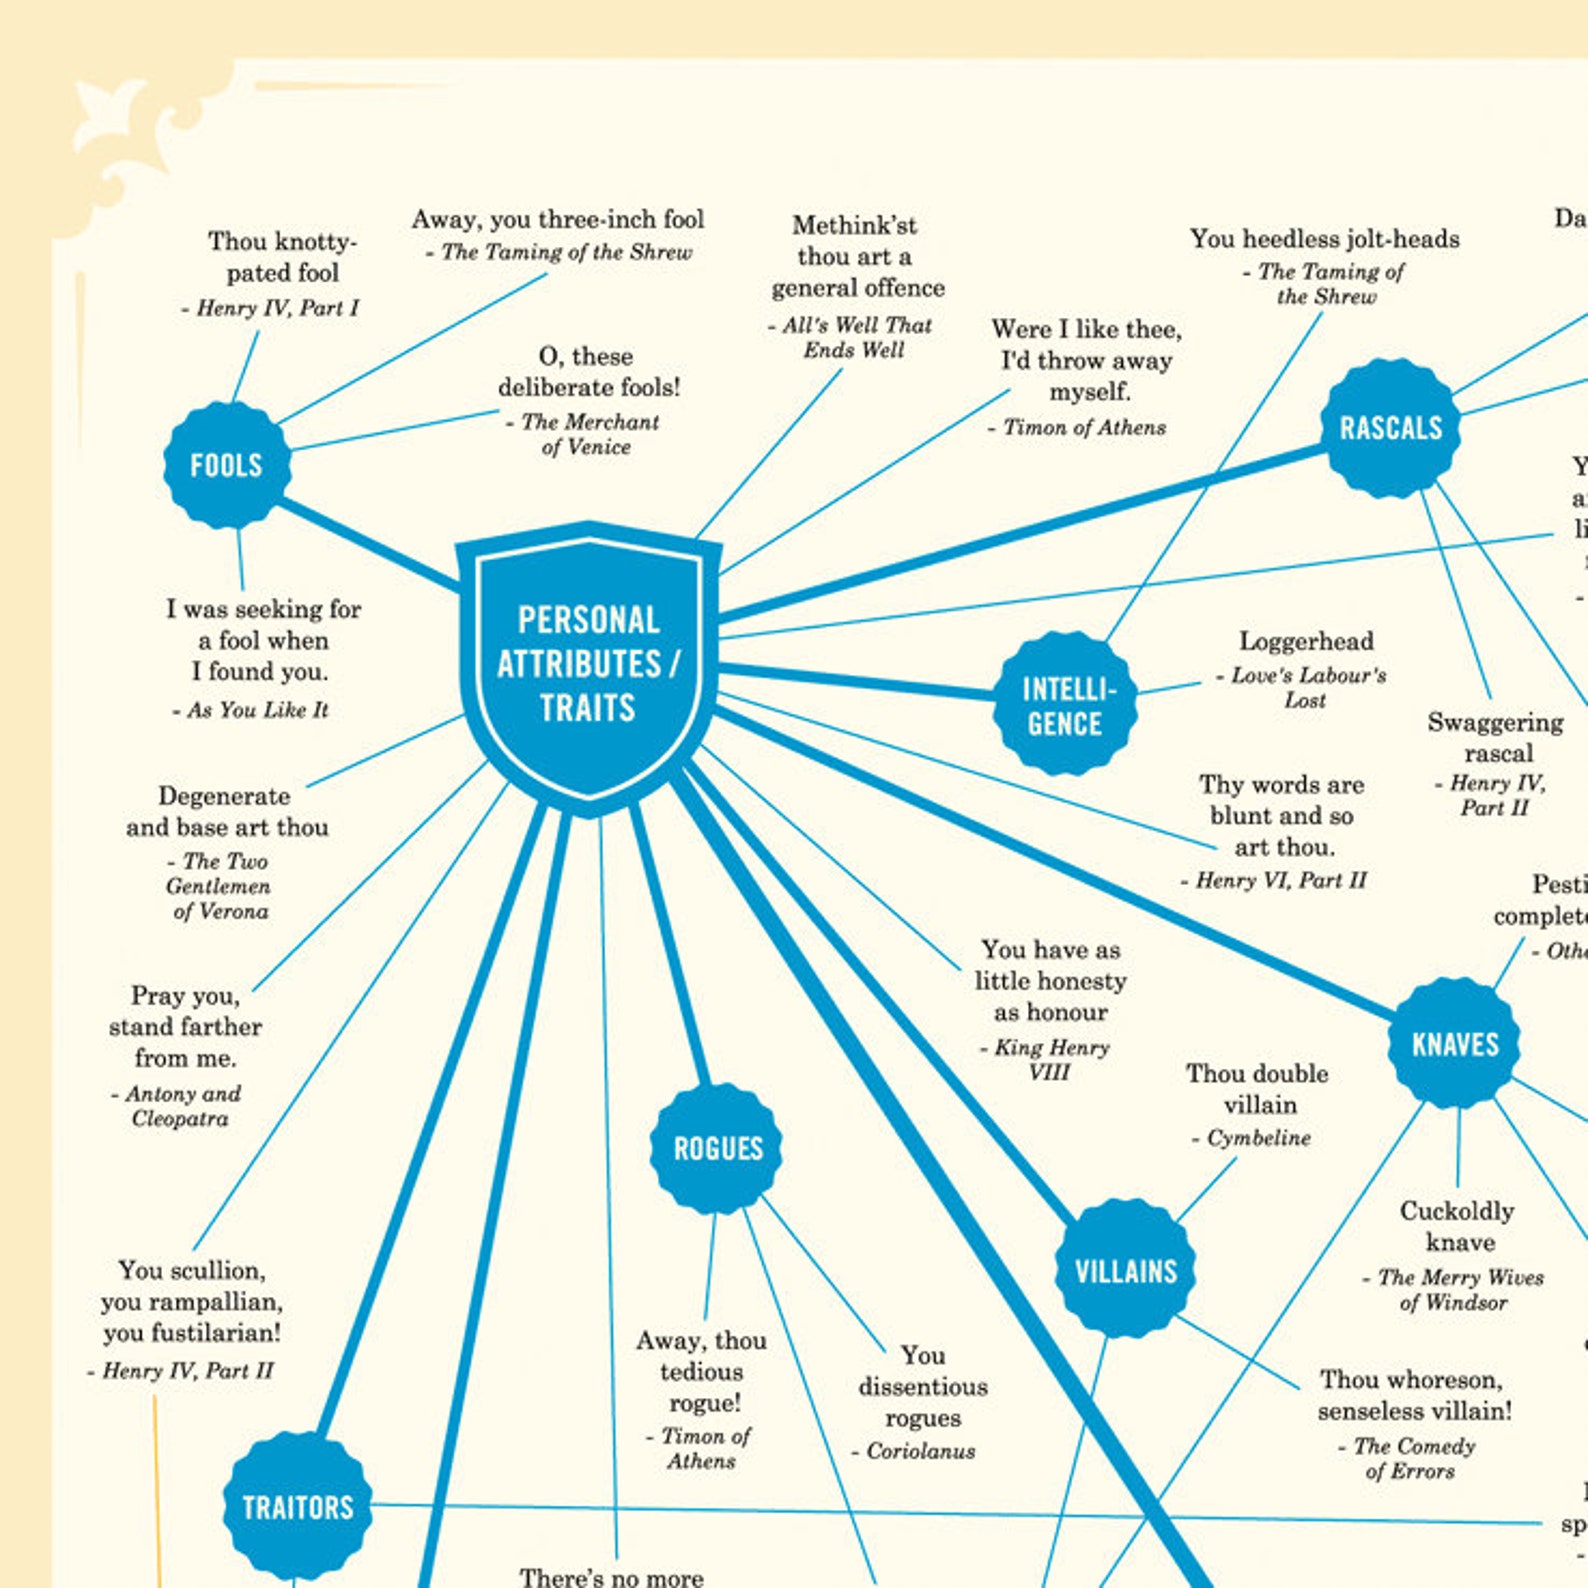 Thou knotty-
pated fool
- Henry IV, Part I
Away, you three-inch fool
- The Taming of the Shrew
O, these
deliberate fools!
- The Merchant
of Venice
Methink'st
thou art a
general offence
- All's Well That
Ends Well
Were I like thee,
I'd throw away
myself.
- Timon of Athens
You heedless jolt-heads
- The Taming of
the Shrew
FOOLS
RASCALS
I was seeking for
a fool when
I found you.
- As You Like It
PERSONAL
ATTRIBUTES /
TRAITS
INTELLI-
GENCE
Loggerhead
- Love's Labour's
Lost
Swaggering
rascal
- Henry IV,
Part II
Degenerate
and base art thou
- The Two
Gentlemen
of Verona
Thy words are
blunt and so
art thou.
- Henry VI, Part II
Pray you,
stand farther
from me.
- Antony and
Cleopatra
You have as
little honesty
as honour
- King Henry
VIII
KNAVES
ROGUES
Thou double
villain
- Cymbeline
VILLAINS
Cuckoldly
knave
- The Merry Wives
of Windsor
You scullion,
you rampallian,
you fustilarian!
- Henry IV, Part II
Away, thou
tedious
rogue!
- Timon of
Athens
You
dissentious
rogues
- Coriolanus
Thou whoreson,
senseless villain!
- The Comedy
of Errors
TRAITORS
There's no more